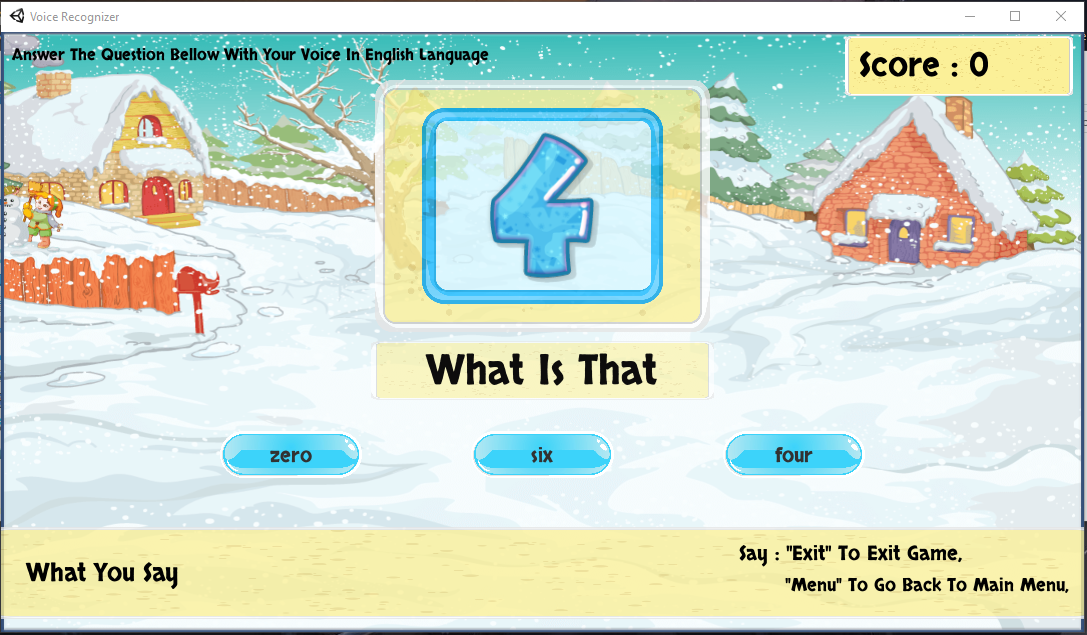 Voice Recognizer
Answer The Question Bellow With Your Voice In English Language
Score : 0
4
What Is That
zero
six
four
What You Say
Say : "Exit" To Exit Game,
"Menu" To Go Back To Main Menu,